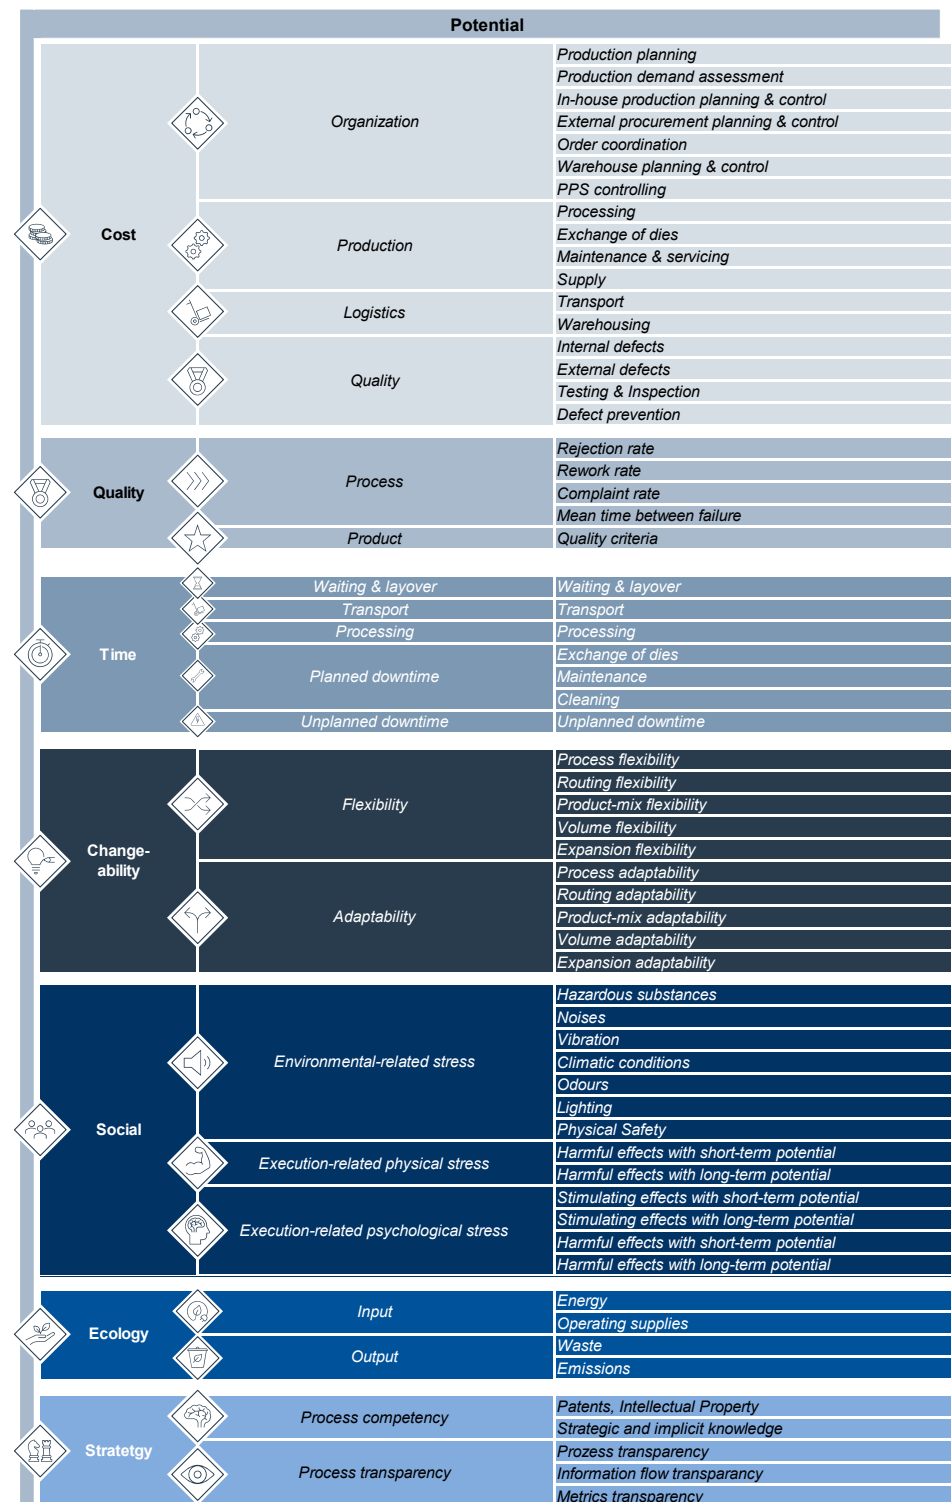 Potential
Cost
Organization
Production planning
Production demand assessment
In-house production planning & control
External procurement planning & control
Order coordination
Warehouse planning & control
PPS controlling
Production
Processing
Exchange of dies
Maintenance & servicing
Supply
Logistics
Transport
Warehousing
Quality
Internal defects
External defects
Testing & Inspection
Defect prevention
Quality
Process
Rejection rate
Rework rate
Complaint rate
Mean time between failure
Product
Quality criteria
Time
Waiting & layover
Waiting & layover
Transport
Transport
Processing
Processing
Planned downtime
Exchange of dies
Maintenance
Cleaning
Unplanned downtime
Unplanned downtime
Change-
ability
Flexibility
Process flexibility
Routing flexibility
Product-mix flexibility
Volume flexibility
Expansion flexibility
Adaptability
Process adaptability
Routing adaptability
Product-mix adaptability
Volume adaptability
Expansion adaptability
Social
Environmental-related stress
Hazardous substances
Noises
Vibration
Climatic conditions
Odours
Lighting
Physical Safety
Execution-related physical stress
Harmful effects with short-term potential
Harmful effects with long-term potential
Execution-related psychological stress
Stimulating effects with short-term potential
Stimulating effects with long-term potential
Harmful effects with short-term potential
Harmful effects with long-term potential
Ecology
Input
Energy
Operating supplies
Output
Waste
Emissions
Stratetgy
Process competency
Patents, Intellectual Property
Strategic and implicit knowledge
Process transparency
Prozess transparency
Information flow transparancy
Metrics transparency